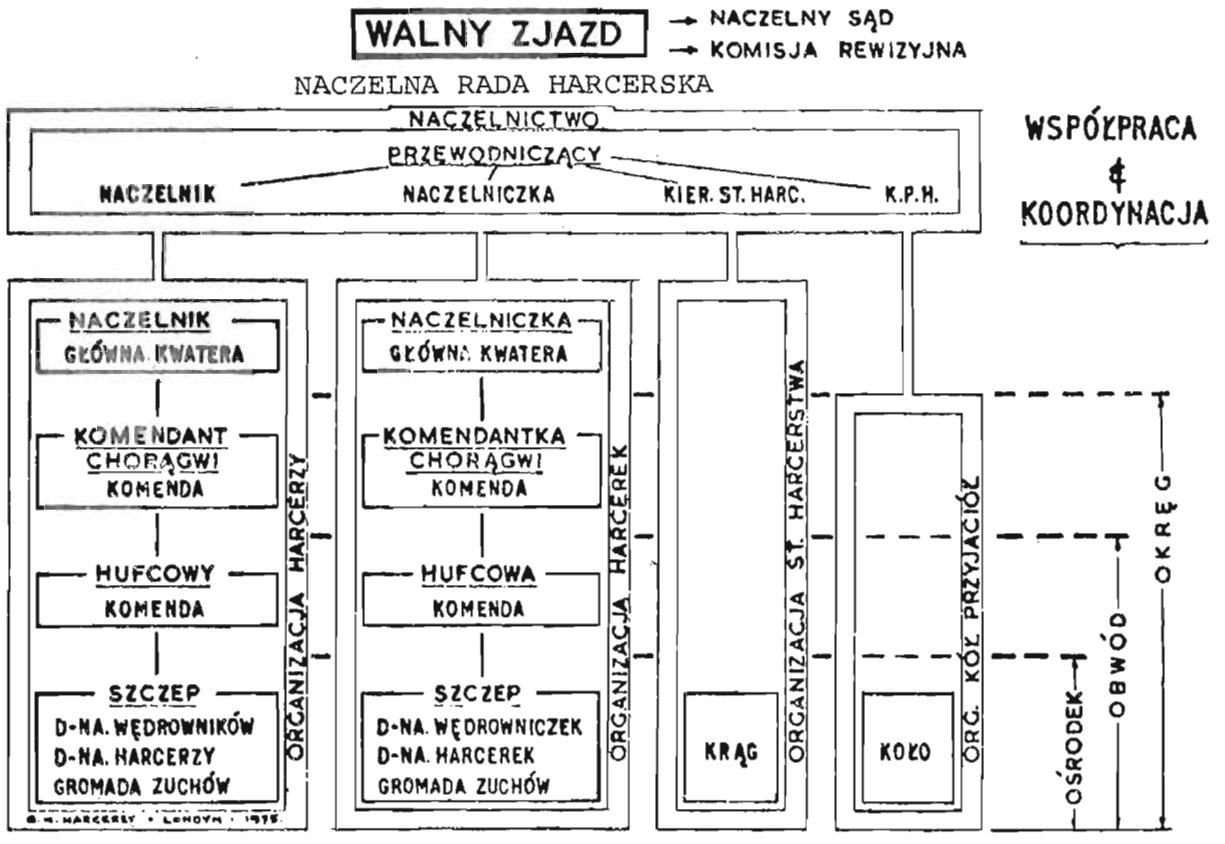 WALNY ZJAZD
→ NACZELNY SĄD
→ KOMISJA REWIZYJNA
NACZELNA RADA HARCERSKA
NACZELNICTWO
PRZEWODNICZĄCY
NACZELNIK
NACZELNICZKA
KIER. ST. HARC.
K.P.H.
WSPÓŁPRACA
&
KOORDYNACJA
NACZELNIK
GŁÓWNA KWATERA
KOMENDANT
CHORĄGWI
KOMENDA
HUFCOWY
KOMENDA
SZCZEP
D-NA. WĘDROWNIKÓW
D-NA. HARCERZY
GROMADA ZUCHÓW
ORGANIZACJA HARCERZY
G.K. HARCERZY • LONDYN • 1975.
NACZELNICZKA
GŁÓWNA KWATERA
KOMENDANTKA
CHORĄGWI
KOMENDA
HUFCOWA
KOMENDA
SZCZEP
D-NA. WĘDROWNICZEK
D-NA. HARCEREK
GROMADA ZUCHÓW
ORGANIZACJA HARCEREK
KRĄG
ORGANIZACJA ST. HARCERSTWA
KOŁO
ORG. KÓŁ PRZYJACIÓŁ
OŚRODEK
OBWÓD
OKRĘG